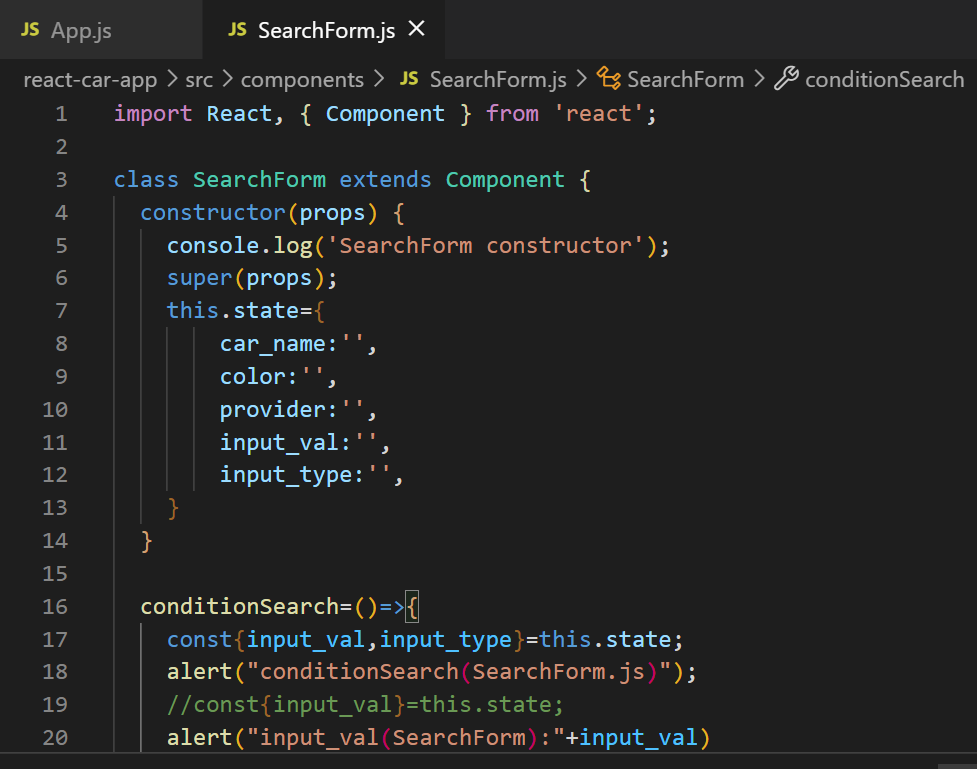 JS App.js JS SearchForm.js ×
react-car-app > src > components > JS SearchForm.js > SearchForm > conditionSearch
1 import React, { Component } from 'react';
2
3 class SearchForm extends Component {
4 constructor(props) {
5 console.log('SearchForm constructor');
6 super(props);
7 this.state={
8 car_name:'',
9 color:'',
10 provider:'',
11 input_val:'',
12 input_type:'',
13 }
14 }
15
16 conditionSearch=()=>{
17 const{input_val,input_type}=this.state;
18 alert("conditionSearch(SearchForm.js)");
19 //const{input_val}=this.state;
20 alert("input_val(SearchForm):"+input_val)